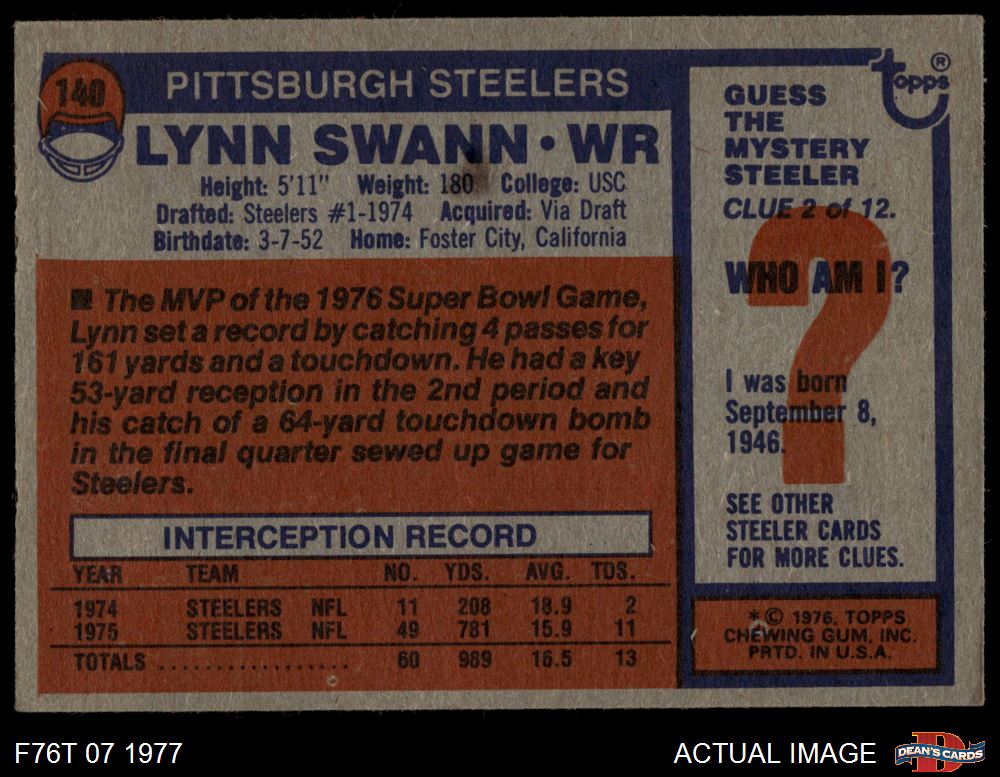 140
PITTSBURGH STEELERS
LYNN SWANN • WR
Height: 5'11" Weight: 180 College: USC
Drafted: Steelers #1-1974 Acquired: Via Draft
Birthdate: 3-7-52 Home: Foster City, California
■ The MVP of the 1976 Super Bowl Game,
Lynn set a record by catching 4 passes for
161 yards and a touchdown. He had a key
53-yard reception in the 2nd period and
his catch of a 64-yard touchdown bomb
in the final quarter sewed up game for
Steelers.
INTERCEPTION RECORD
YEAR TEAM NO. YDS. AVG. TDS.
1974 STEELERS NFL 11 208 18.9 2
1975 STEELERS NFL 49 781 15.9 11
TOTALS .................. 60 989 16.5 13
topps®
GUESS
THE
MYSTERY
STEELER
CLUE 2 of 12.
?
WHO AM I?
I was born
September 8,
1946.
SEE OTHER
STEELER CARDS
FOR MORE CLUES.
*© 1976, TOPPS
CHEWING GUM, INC.
PRTD. IN U.S.A.
F76T 07 1977
ACTUAL IMAGE
D
DEAN'S CARDS